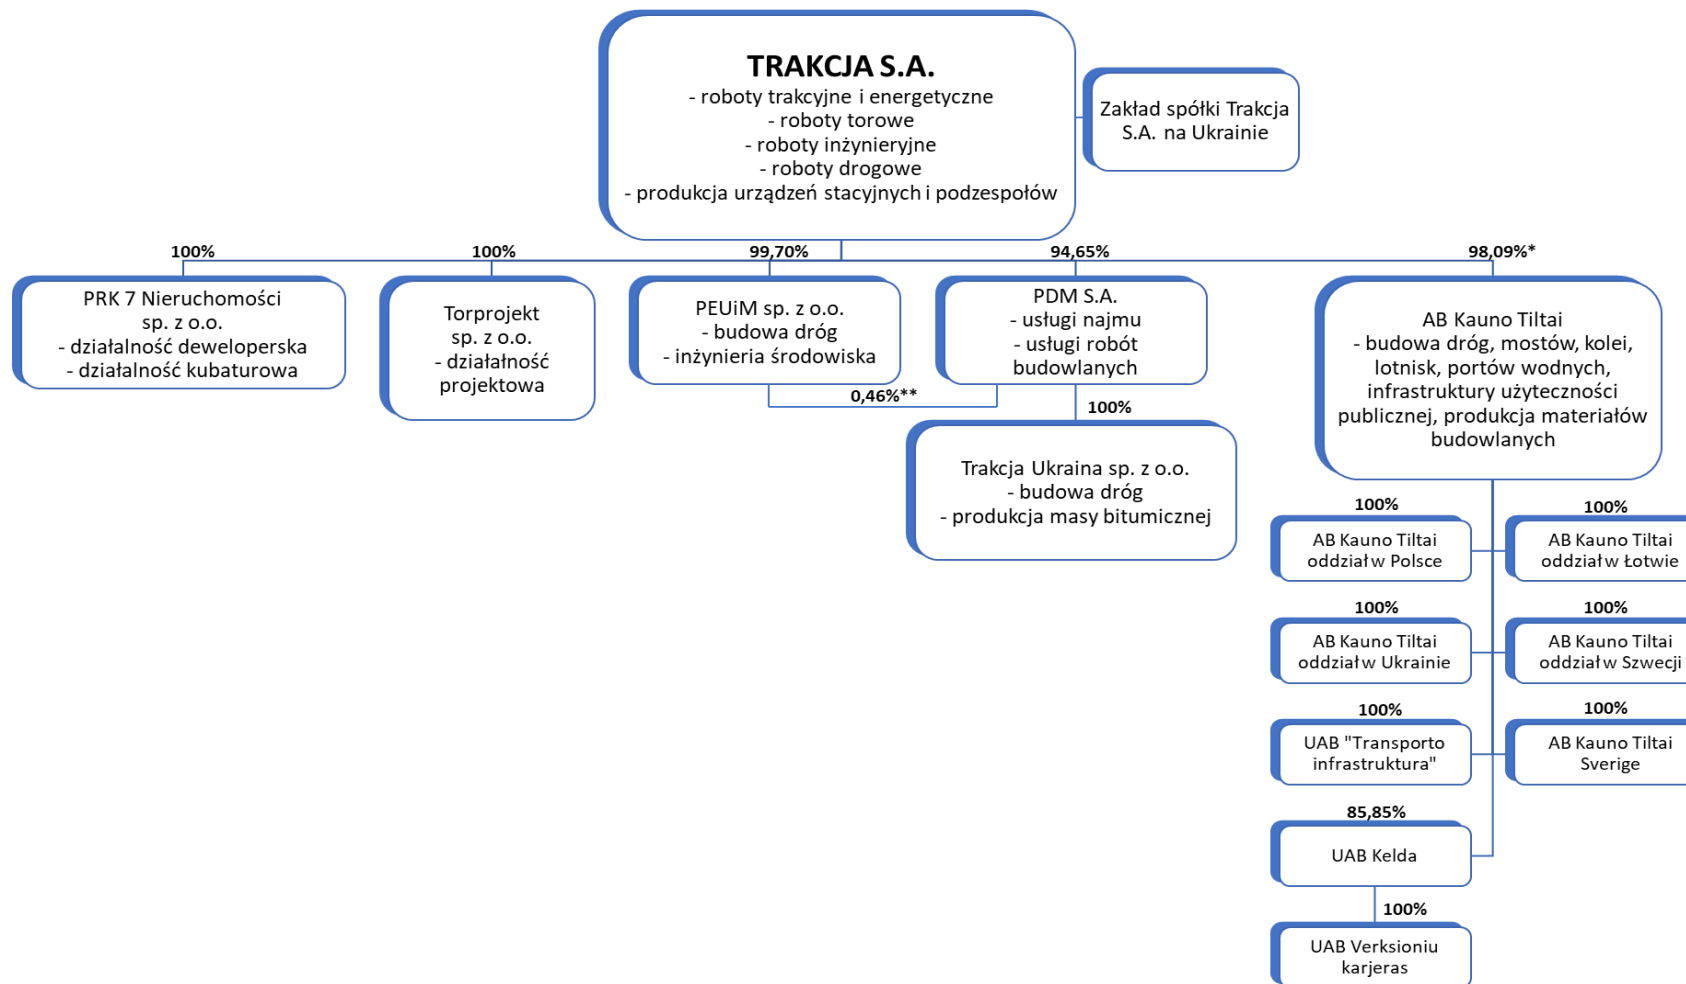 TRAKCJA S.A.
- roboty trakcyjne i energetyczne
- roboty torowe
- roboty inżynieryjne
- roboty drogowe
- produkcja urządzeń stacyjnych i podzespołów
Zakład spółki Trakcja
S.A. na Ukrainie
100%
100%
99,70%
94,65%
98,09%*
PRK 7 Nieruchomości
sp. z o.o.
- działalność deweloperska
- działalność kubaturowa
Torprojekt
sp. z o.o.
- działałność
projektowa
PEUiM sp. z o.o.
- budowa dróg
- inżynieria środowiska
PDM S.A.
- usługi najmu
- usługi robót
budowlanych
AB Kauno Tiltai
- budowa dróg, mostów, kolei,
lotnisk, portów wodnych,
infrastruktury użyteczności
publicznej, produkcja materiałów
budowlanych
0,46%**
100%
Trakcja Ukraina sp. z o.o.
- budowa dróg
- produkcja masy bitumicznej
100%
100%
AB Kauno Tiltai
oddział w Polsce
AB Kauno Tiltai
oddział w Łotwie
100%
100%
AB Kauno Tiltai
oddział w Ukrainie
AB Kauno Tiltai
oddział w Szwecji
100%
100%
UAB "Transporto
infrastruktura"
AB Kauno Tiltai
Sverige
85,85%
UAB Kelda
100%
UAB Verksioniu
karjeras